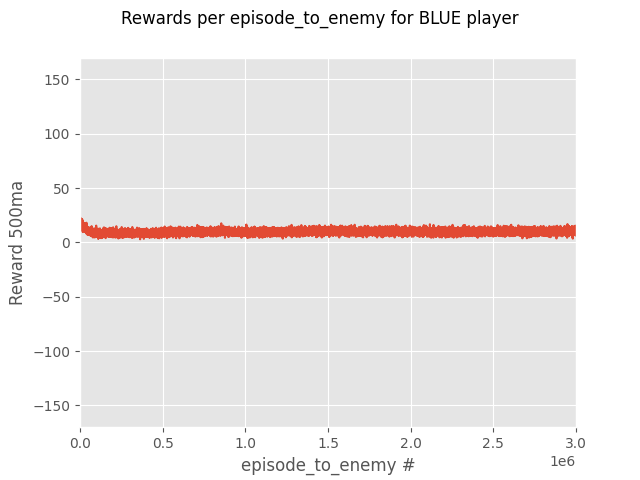 Rewards per episode_to_enemy for BLUE player
Reward 500ma
150
100
50
0
−50
−100
−150
0.0 0.5 1.0 1.5 2.0 2.5 3.0
1e6
episode_to_enemy #